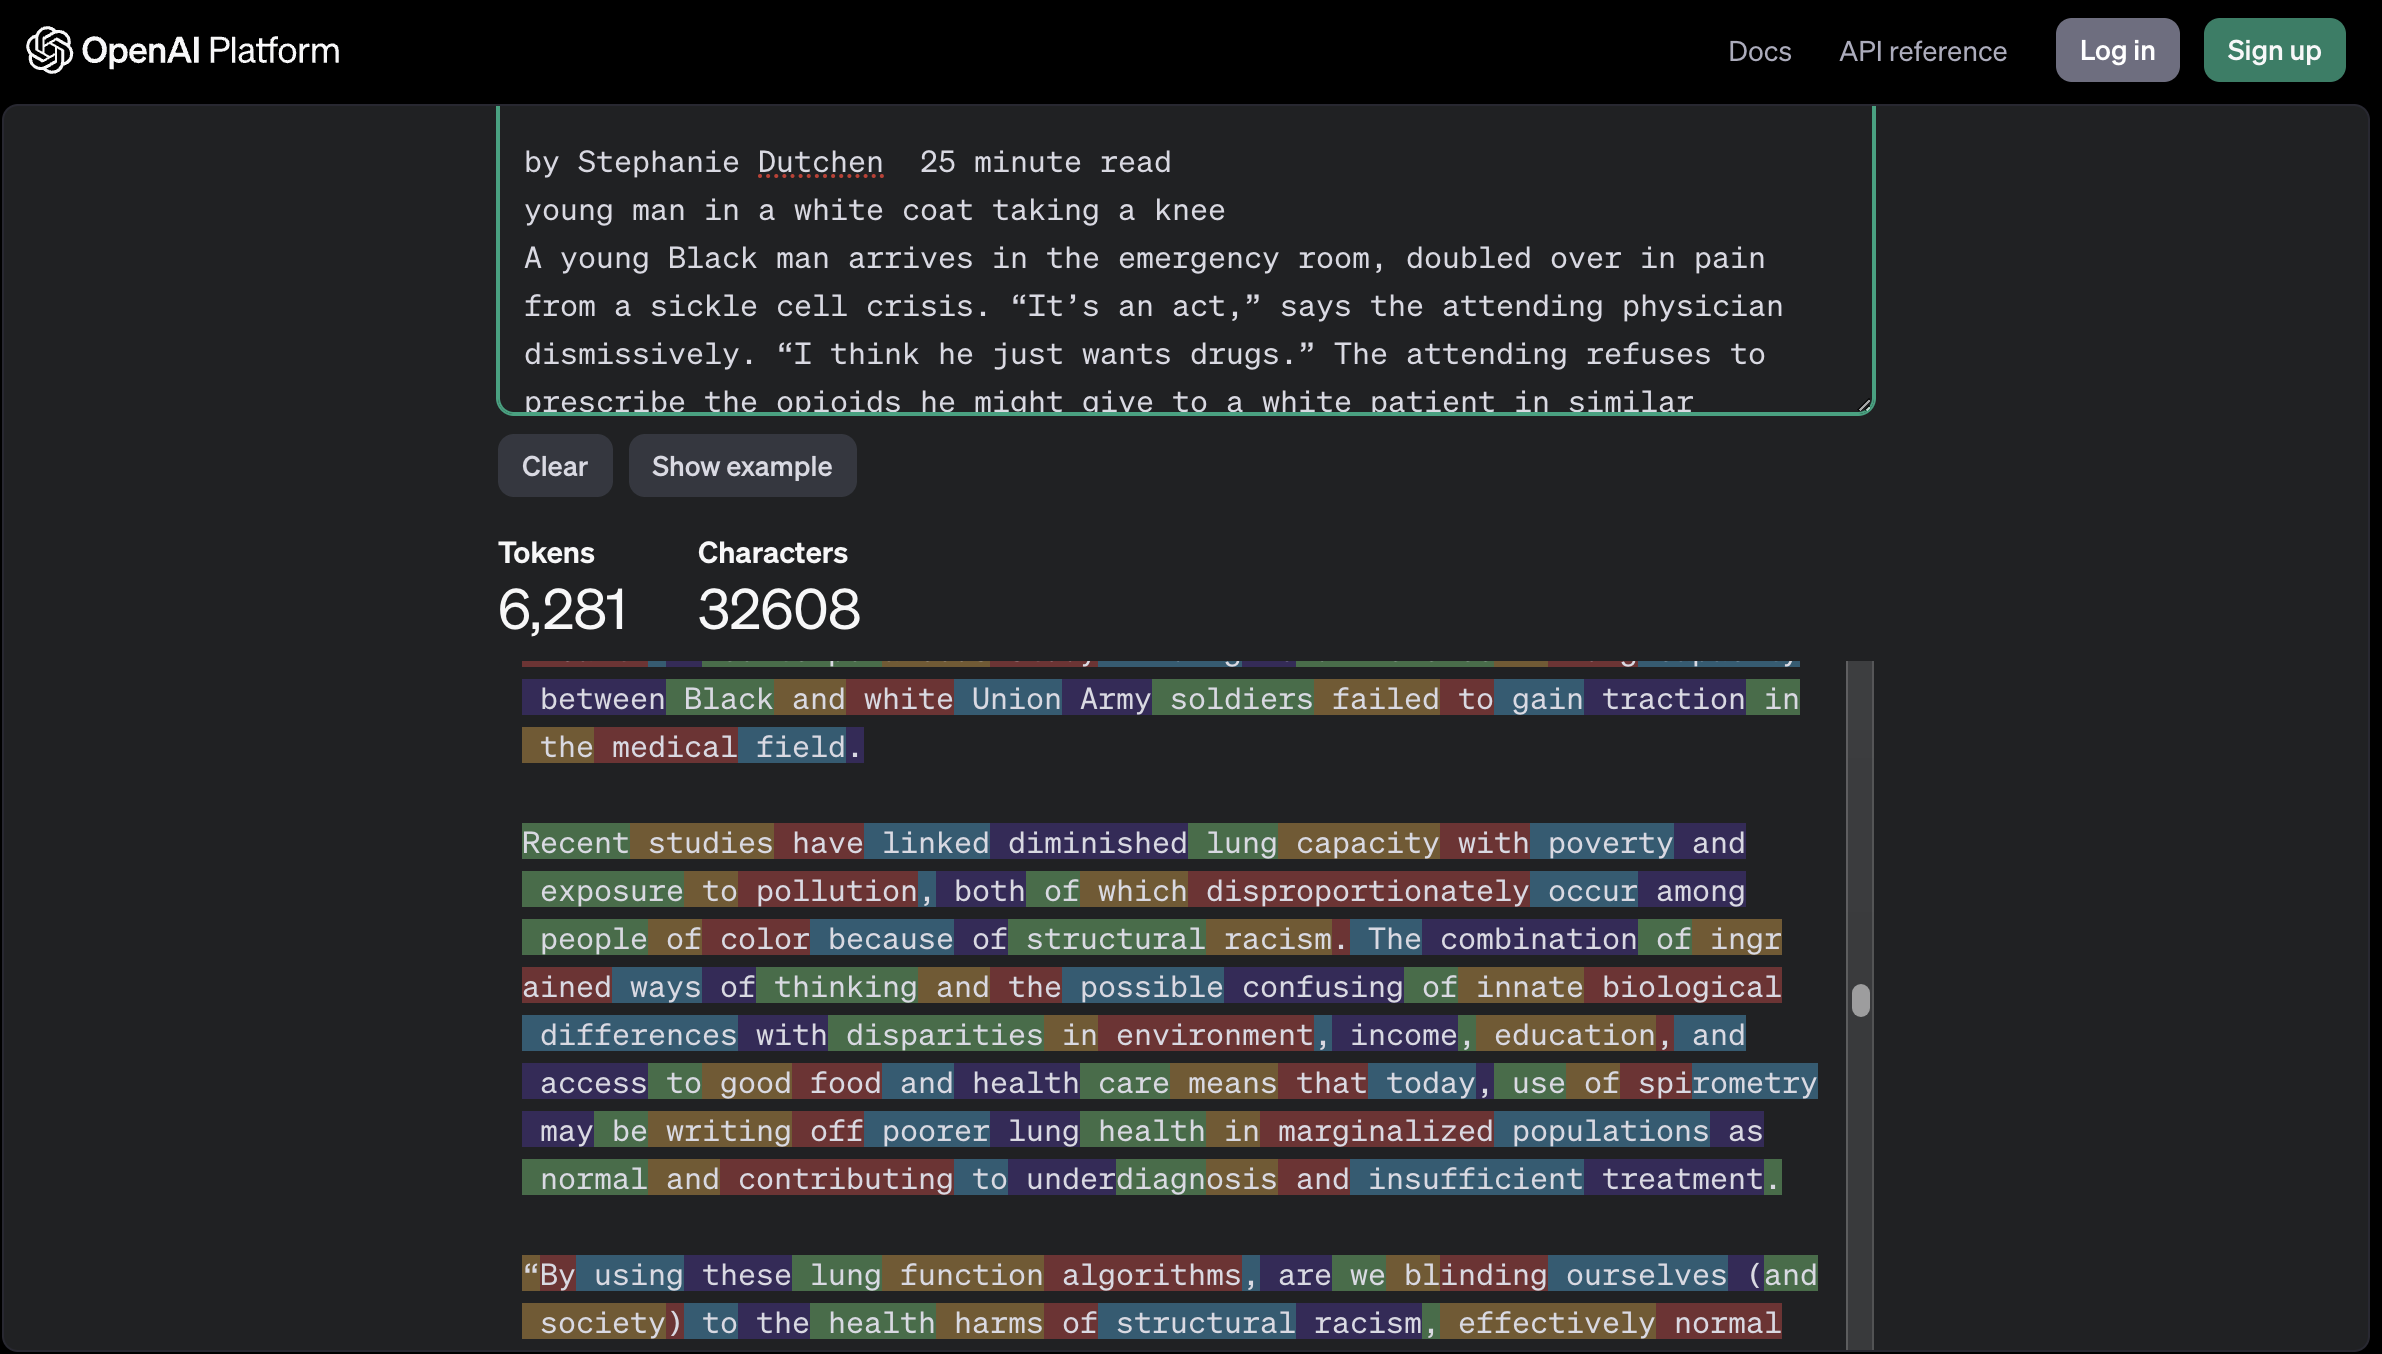 OpenAI Platform
Docs
API reference
Log in
Sign up
by Stephanie Dutchen  25 minute read
young man in a white coat taking a knee
A young Black man arrives in the emergency room, doubled over in pain
from a sickle cell crisis. “It’s an act,” says the attending physician
dismissively. “I think he just wants drugs.” The attending refuses to
prescribe the opioids he might give to a white patient in similar
Clear
Show example
Tokens
Characters
6,281
32608
between Black and white Union Army soldiers failed to gain traction in
the medical field.
Recent studies have linked diminished lung capacity with poverty and
exposure to pollution, both of which disproportionately occur among
people of color because of structural racism. The combination of ingr
ained ways of thinking and the possible confusing of innate biological
differences with disparities in environment, income, education, and
access to good food and health care means that today, use of spirometry
may be writing off poorer lung health in marginalized populations as
normal and contributing to underdiagnosis and insufficient treatment.
“By using these lung function algorithms, are we blinding ourselves (and
society) to the health harms of structural racism, effectively normal